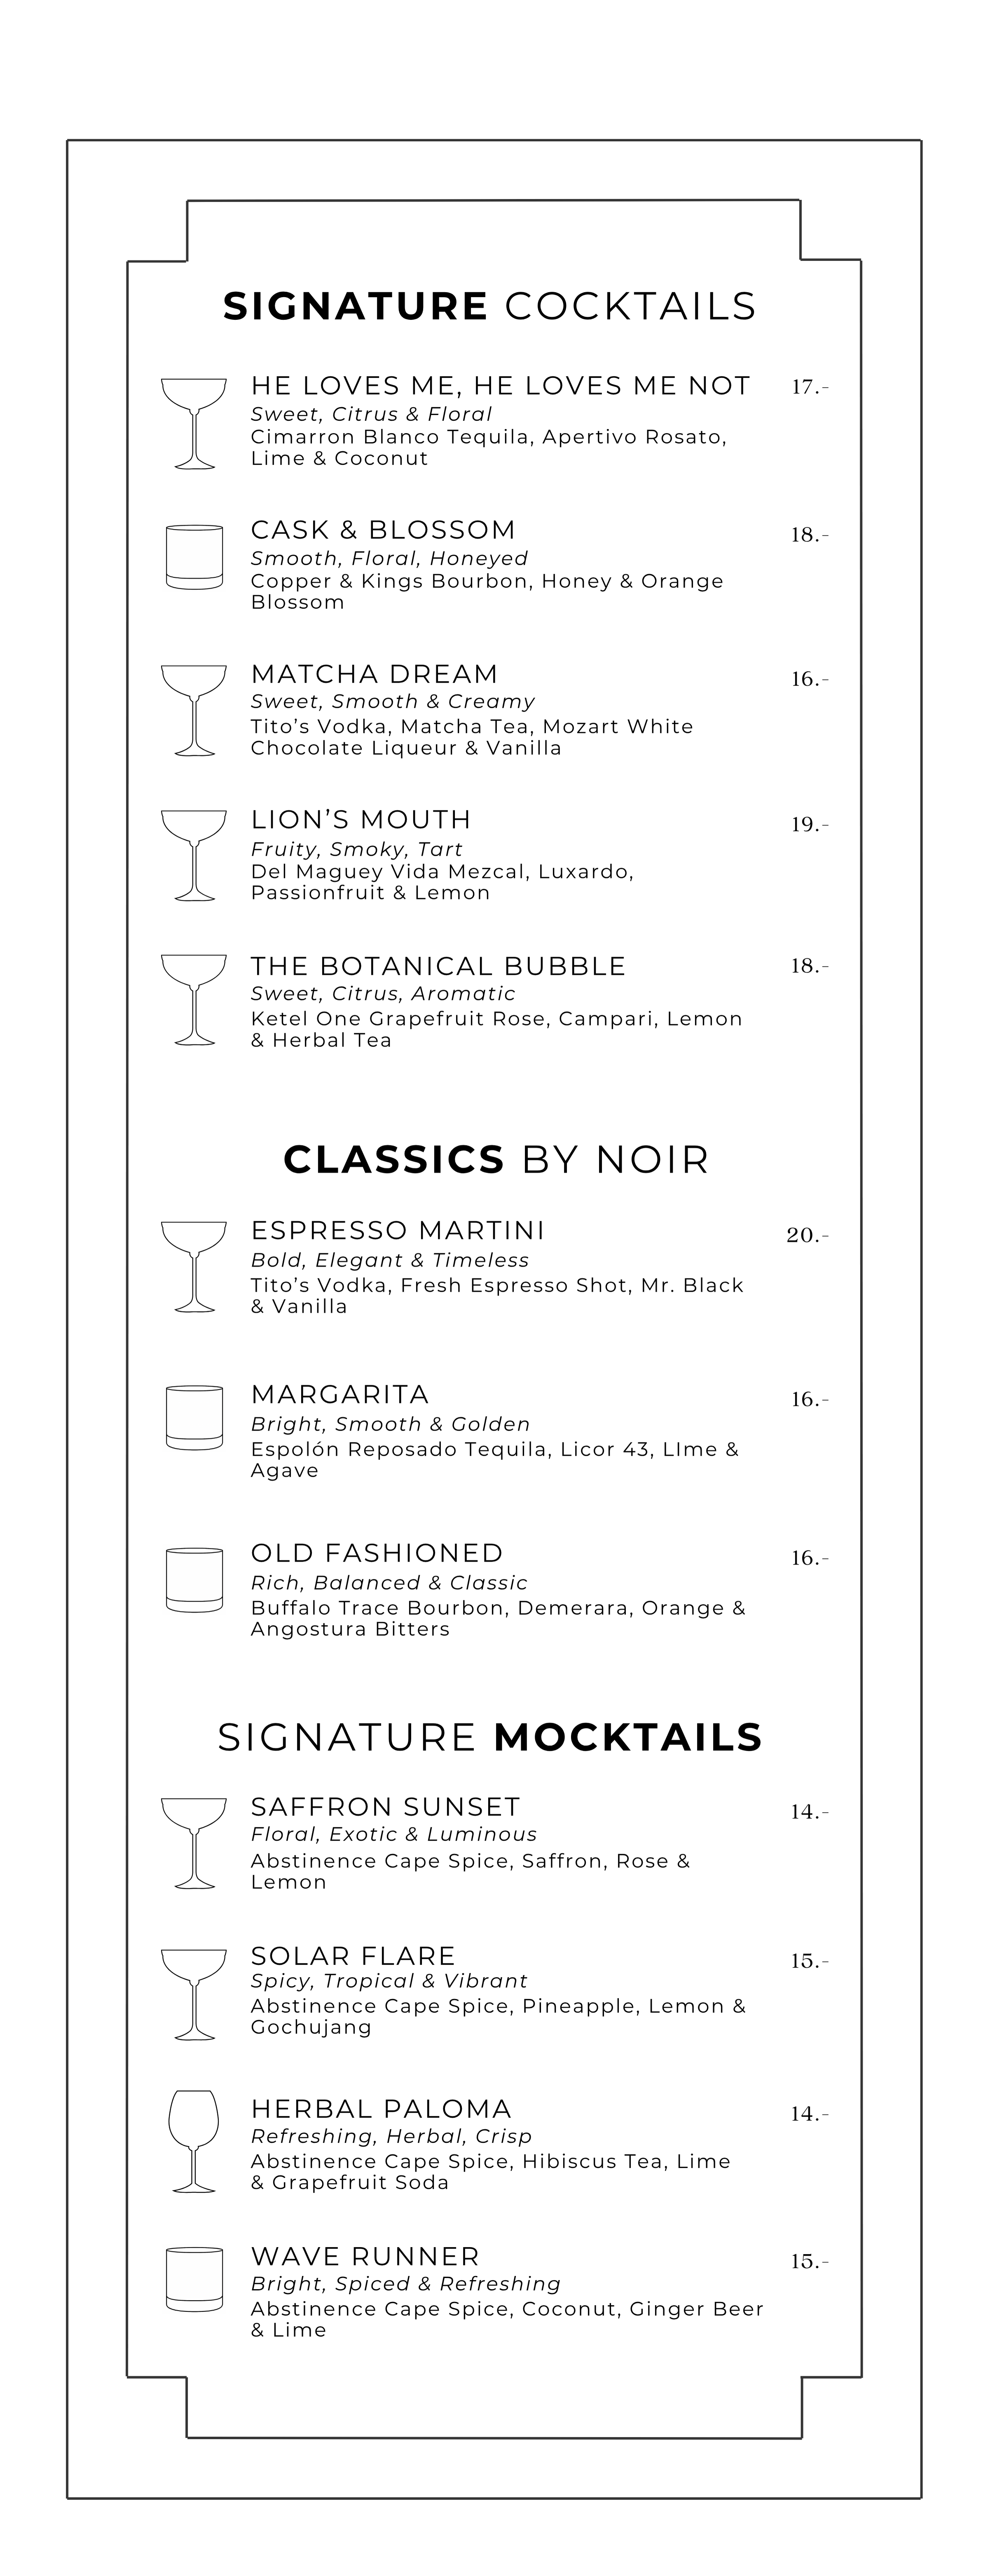 SIGNATURE COCKTAILS
HE LOVES ME, HE LOVES ME NOT 17.-
Sweet, Citrus & Floral
Cimarron Blanco Tequila, Apertivo Rosato,
Lime & Coconut
CASK & BLOSSOM 18.-
Smooth, Floral, Honeyed
Copper & Kings Bourbon, Honey & Orange
Blossom
MATCHA DREAM 16.-
Sweet, Smooth & Creamy
Tito’s Vodka, Matcha Tea, Mozart White
Chocolate Liqueur & Vanilla
LION’S MOUTH 19.-
Fruity, Smoky, Tart
Del Maguey Vida Mezcal, Luxardo,
Passionfruit & Lemon
THE BOTANICAL BUBBLE 18.-
Sweet, Citrus, Aromatic
Ketel One Grapefruit Rose, Campari, Lemon
& Herbal Tea
CLASSICS BY NOIR
ESPRESSO MARTINI 20.-
Bold, Elegant & Timeless
Tito’s Vodka, Fresh Espresso Shot, Mr. Black
& Vanilla
MARGARITA 16.-
Bright, Smooth & Golden
Espolón Reposado Tequila, Licor 43, LIme &
Agave
OLD FASHIONED 16.-
Rich, Balanced & Classic
Buffalo Trace Bourbon, Demerara, Orange &
Angostura Bitters
SIGNATURE MOCKTAILS
SAFFRON SUNSET 14.-
Floral, Exotic & Luminous
Abstinence Cape Spice, Saffron, Rose &
Lemon
SOLAR FLARE 15.-
Spicy, Tropical & Vibrant
Abstinence Cape Spice, Pineapple, Lemon &
Gochujang
HERBAL PALOMA 14.-
Refreshing, Herbal, Crisp
Abstinence Cape Spice, Hibiscus Tea, Lime
& Grapefruit Soda
WAVE RUNNER 15.-
Bright, Spiced & Refreshing
Abstinence Cape Spice, Coconut, Ginger Beer
& Lime